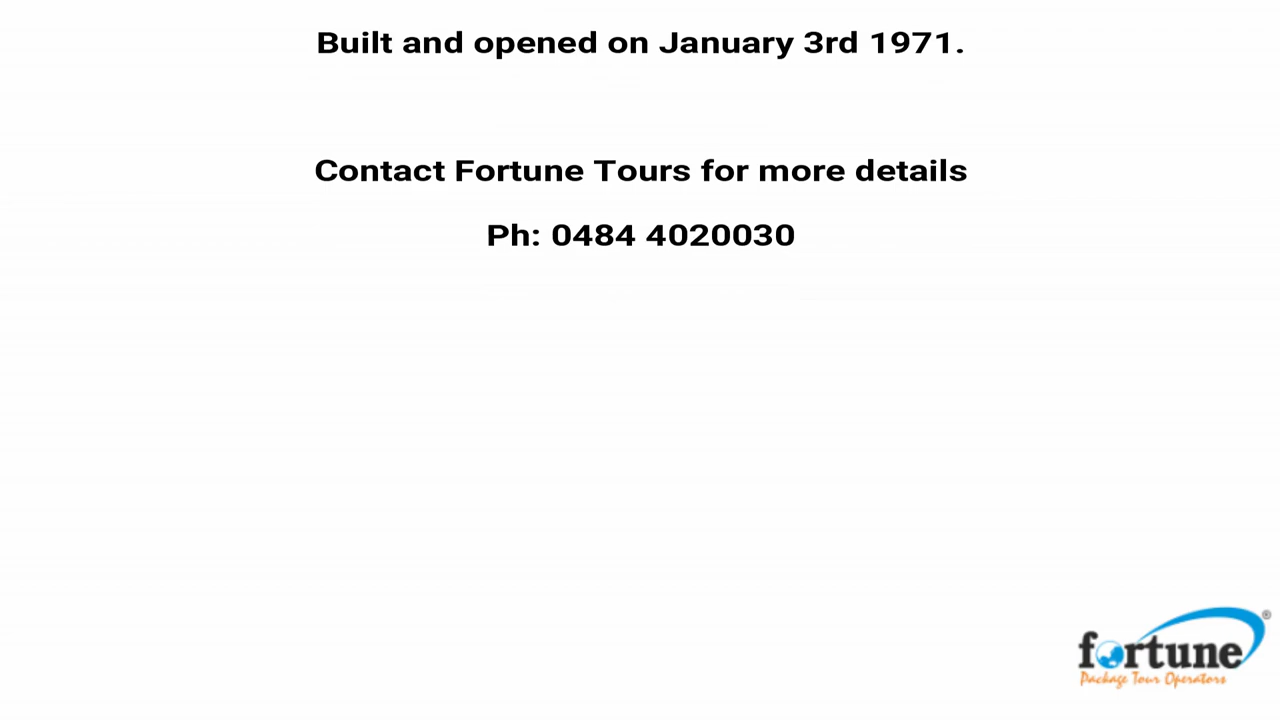 Built and opened on January 3rd 1971.
Contact Fortune Tours for more details
Ph: 0484 4020030
fortune®
Package Tour Operators